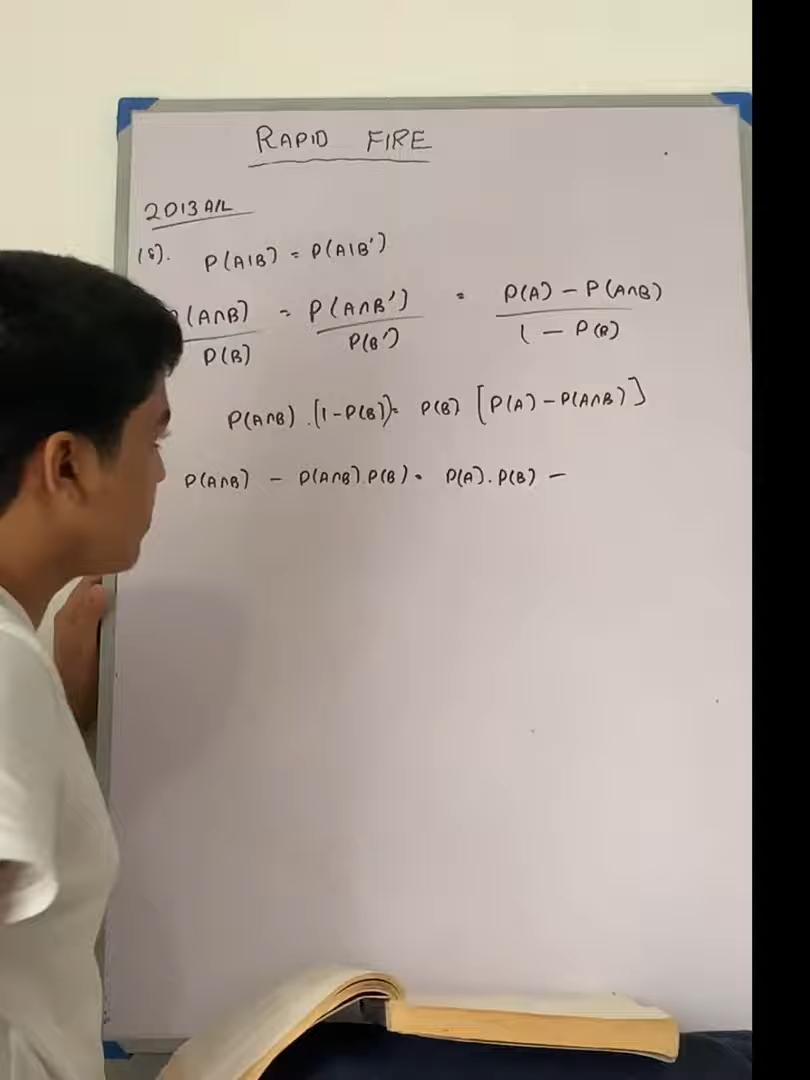 RAPID FIRE
2013 A/L
(8). P(A|B) = P(A|B')
P(A∩B) / P(B) = P(A∩B') / P(B') = P(A) - P(A∩B) / 1 - P(B)
P(A∩B) . (1 - P(B)) = P(B) [P(A) - P(A∩B)]
P(A∩B) - P(A∩B).P(B) = P(A).P(B) -